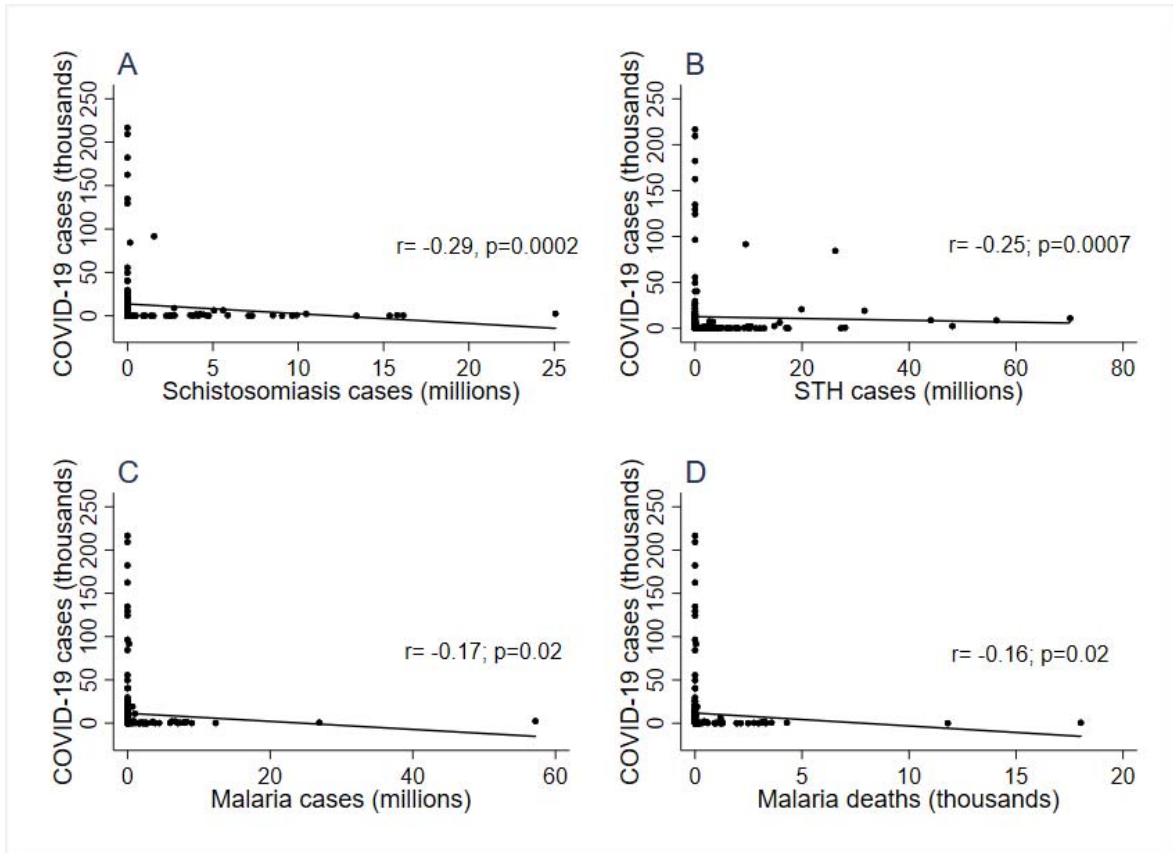 A
COVID-19 cases (thousands)
250
200
150
100
50
0
r= -0.29, p=0.0002
0 5 10 15 20 25
Schistosomiasis cases (millions)
B
COVID-19 cases (thousands)
250
200
150
100
50
0
r= -0.25; p=0.0007
0 20 40 60 80
STH cases (millions)
C
COVID-19 cases (thousands)
250
200
150
100
50
0
r= -0.17; p=0.02
0 20 40 60
Malaria cases (millions)
D
COVID-19 cases (thousands)
250
200
150
100
50
0
r= -0.16; p=0.02
0 5 10 15 20
Malaria deaths (thousands)